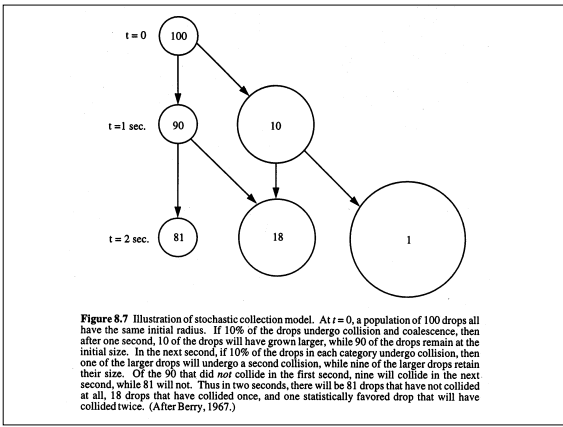 t = 0
100
t =1 sec.
90
10
t = 2 sec.
81
18
1
Figure 8.7 Illustration of stochastic collection model. At t = 0, a population of 100 drops all
have the same initial radius. If 10% of the drops undergo collision and coalescence, then
after one second, 10 of the drops will have grown larger, while 90 of the drops remain at the
initial size. In the next second, if 10% of the drops in each category undergo collision, then
one of the larger drops will undergo a second collision, while nine of the larger drops retain
their size. Of the 90 that did not collide in the first second, nine will collide in the next
second, while 81 will not. Thus in two seconds, there will be 81 drops that have not collided
at all, 18 drops that have collided once, and one statistically favored drop that will have
collided twice. (After Berry, 1967.)